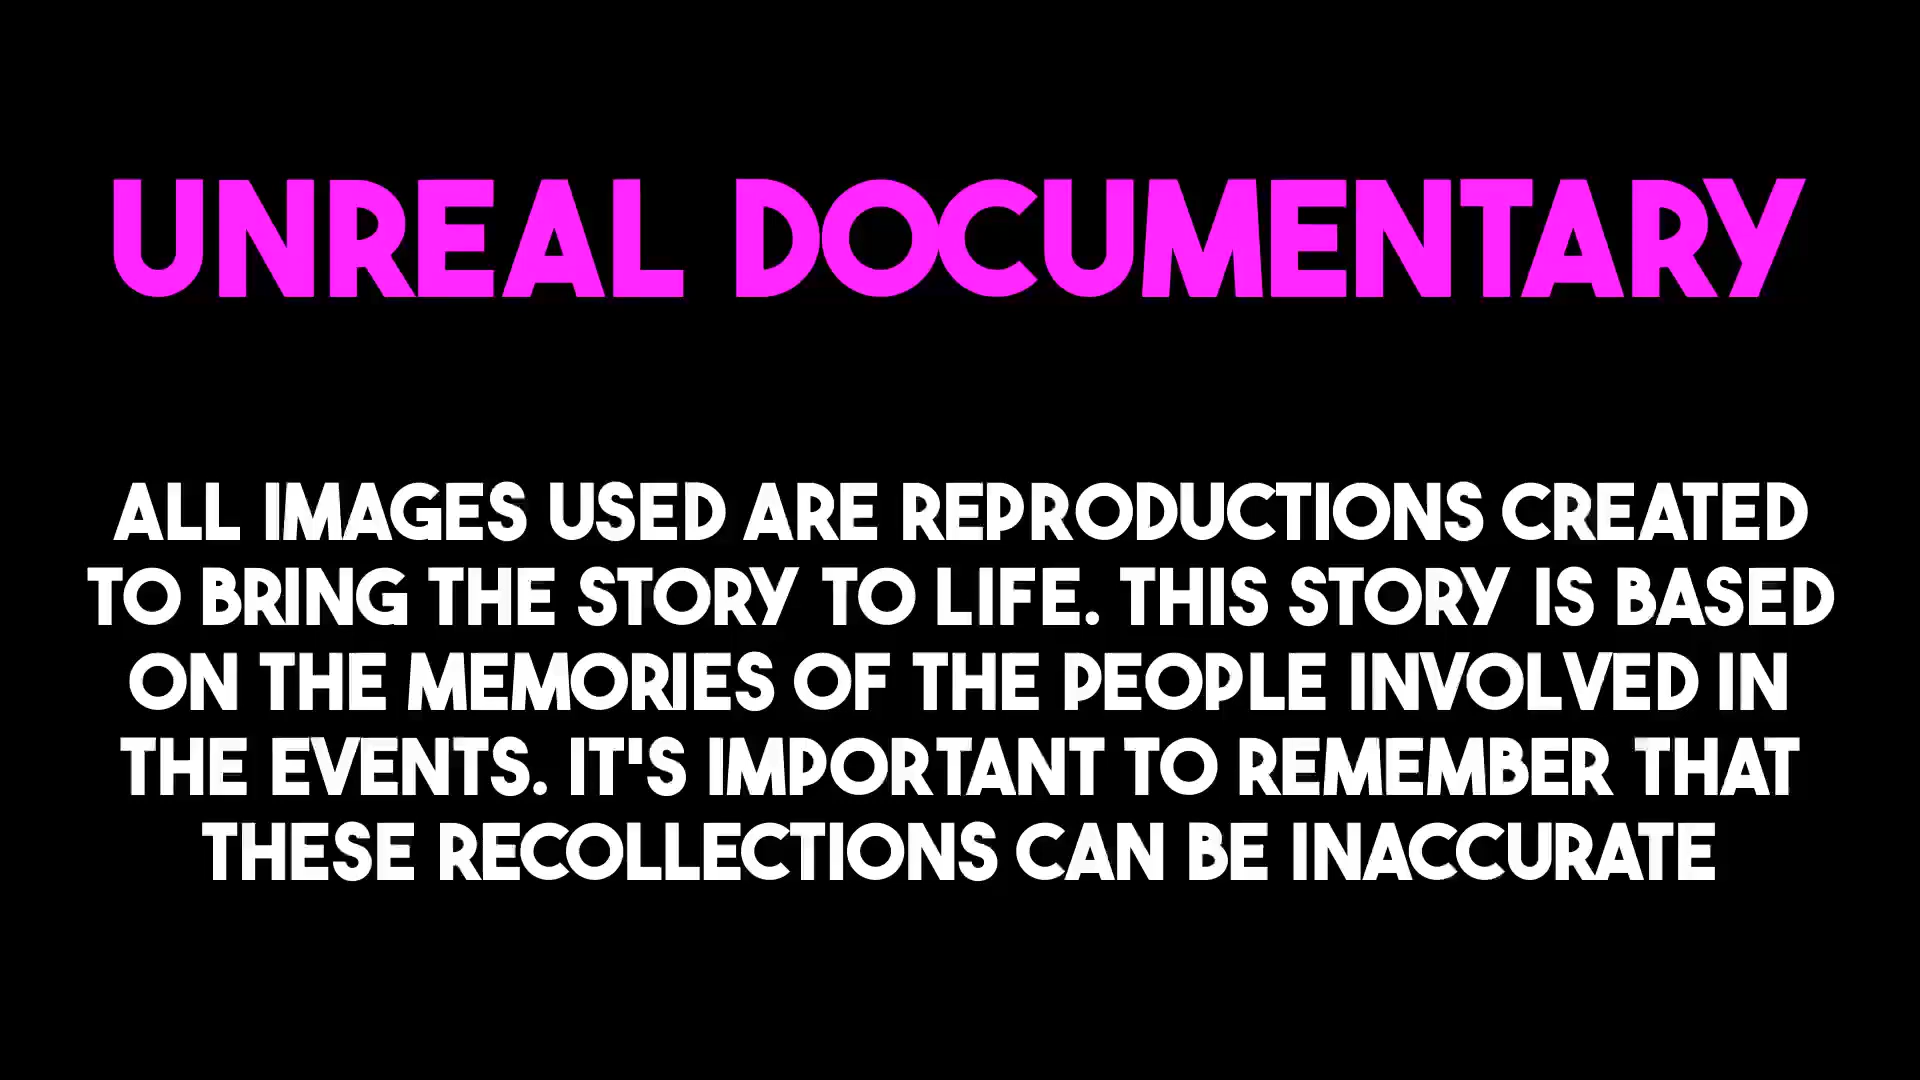 UNREAL DOCUMENTARY
ALL IMAGES USED ARE REPRODUCTIONS CREATED
TO BRING THE STORY TO LIFE. THIS STORY IS BASED
ON THE MEMORIES OF THE PEOPLE INVOLVED IN
THE EVENTS. IT'S IMPORTANT TO REMEMBER THAT
THESE RECOLLECTIONS CAN BE INACCURATE